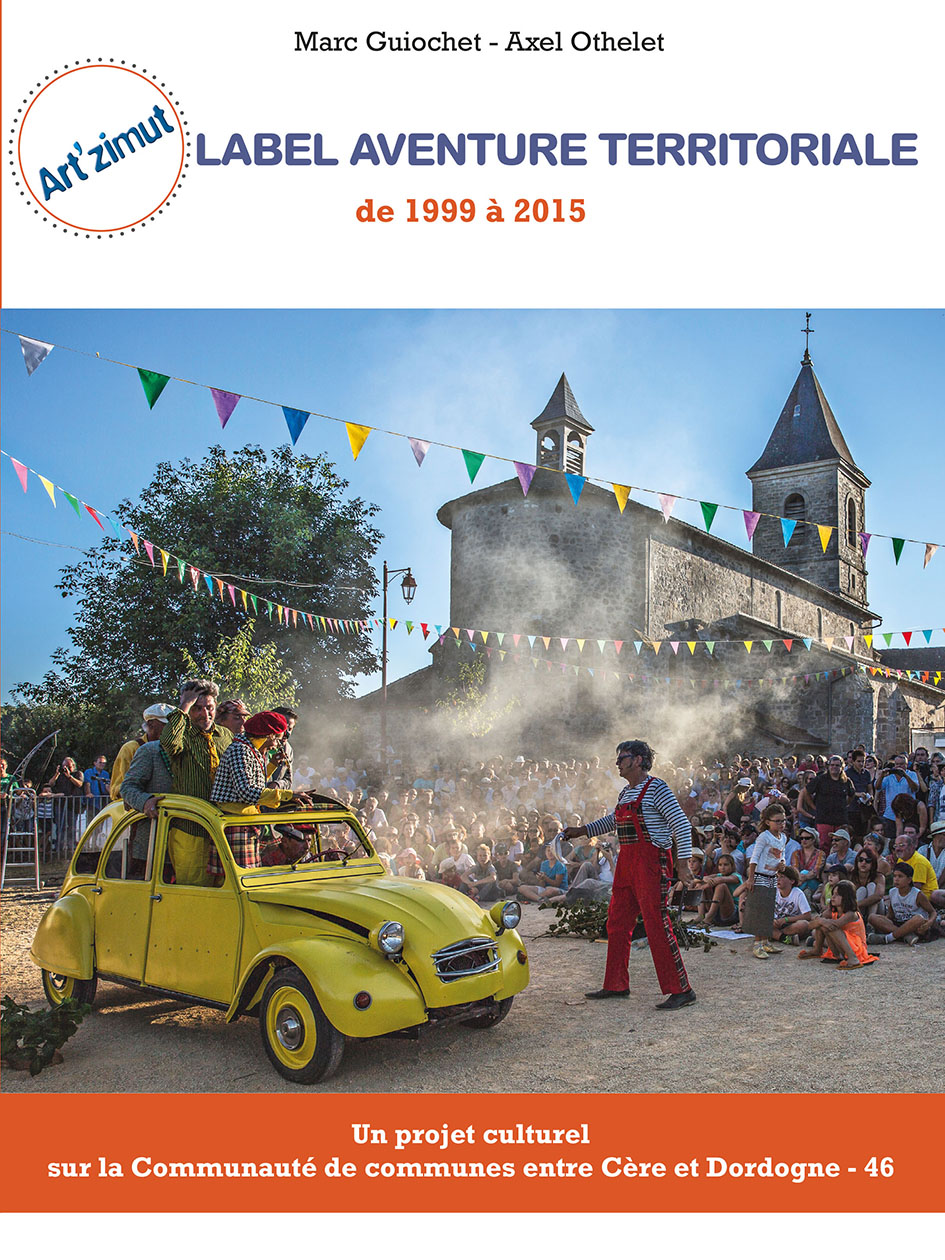 Marc Guiochet - Axel Othelet
Art'zimut
LABEL AVENTURE TERRITORIALE
de 1999 à 2015
Un projet culturel
sur la Communauté de communes entre Cère et Dordogne - 46